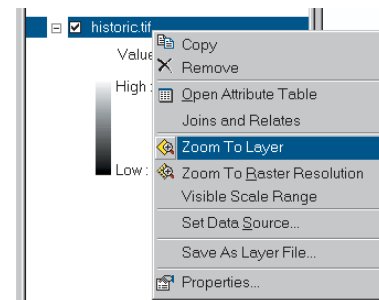 historic.tif
Value
High :
Low :
Copy
Remove
Open Attribute Table
Joins and Relates
Zoom To Layer
Zoom To Raster Resolution
Visible Scale Range
Set Data Source...
Save As Layer File...
Properties...